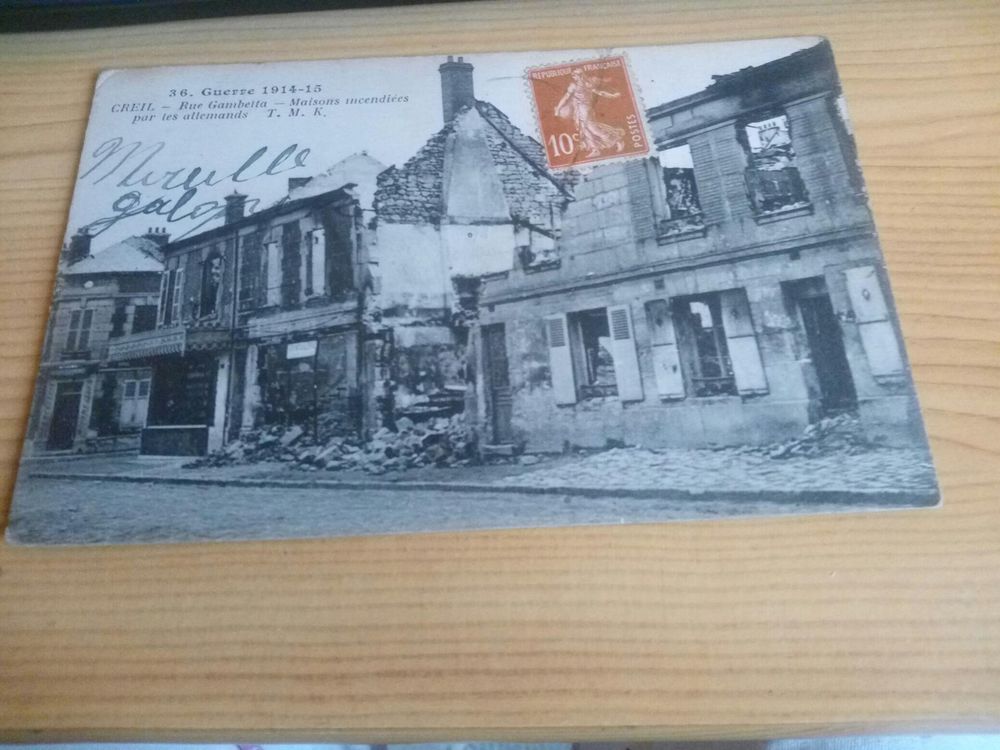 36. Guerre 1914-15
CREIL - Rue Gambetta - Maisons incendiées
par les allemands T. M. K.
REPUBLIQUE FRANÇAISE
10c
POSTES